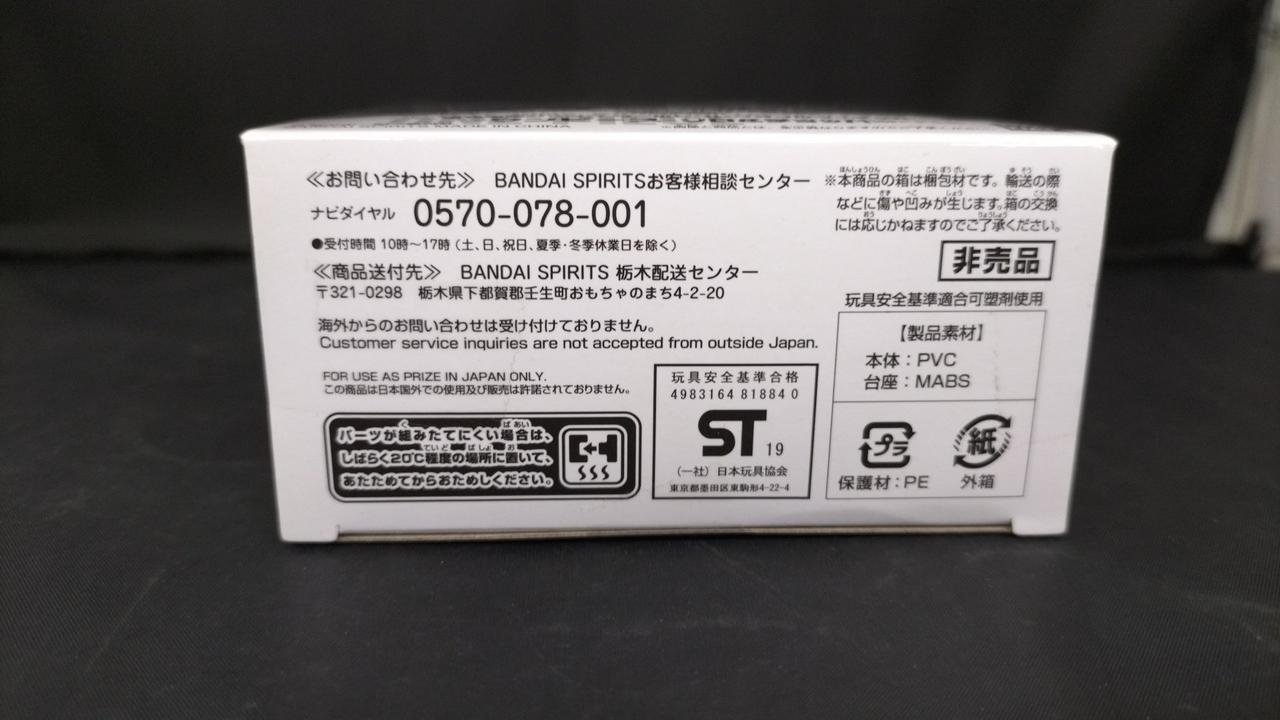 MADE IN CHINA
≪お問い合わせ先≫ BANDAI SPIRITSお客様相談センター
ナビダイヤル 0570-078-001
●受付時間 10時～17時(土、日、祝日、夏季・冬季休業日を除く)
≪商品送付先≫ BANDAI SPIRITS 栃木配送センター
〒321-0298 栃木県下都賀郡壬生町おもちゃのまち4-2-20
海外からのお問い合わせは受け付けておりません。
Customer service inquiries are not accepted from outside Japan.
FOR USE AS PRIZE IN JAPAN ONLY.
この商品は日本国外での使用及び販売は許諾されておりません。
パーツが組みたてにくい場合は、
しばらく20℃程度の場所に置いて、
あたためてからおためしください。
玩具安全基準合格
4983164 81884 0
ST 19
(一社)日本玩具協会
東京都墨田区東駒形4-22-4
※本商品の箱は梱包材です。輸送の際
などに傷や凹みが生じます。箱の交換
には応じかねますのでご了承ください。
非売品
玩具安全基準適合可塑剤使用
【製品素材】
本体：PVC
台座：MABS
プラ
保護材：PE
紙
外箱